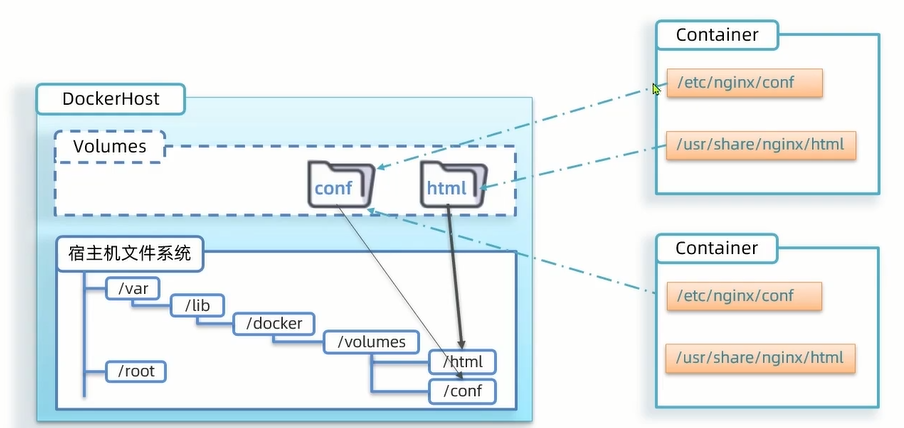 DockerHost
Volumes
conf
html
宿主机文件系统
/var
/lib
/docker
/volumes
/html
/root
/conf
Container
/etc/nginx/conf
/usr/share/nginx/html
Container
/etc/nginx/conf
/usr/share/nginx/html